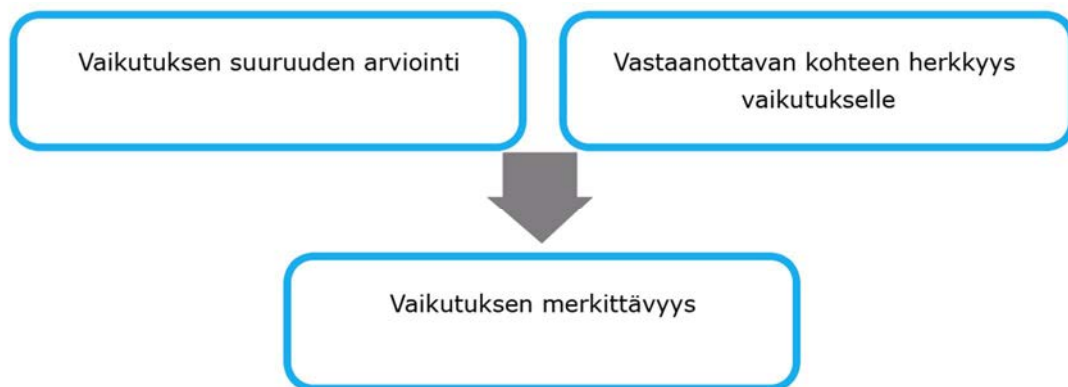 Vaikutuksen suuruuden arviointi
Vastaanottavan kohteen herkkyys
vaikutukselle
Vaikutuksen merkittävyys